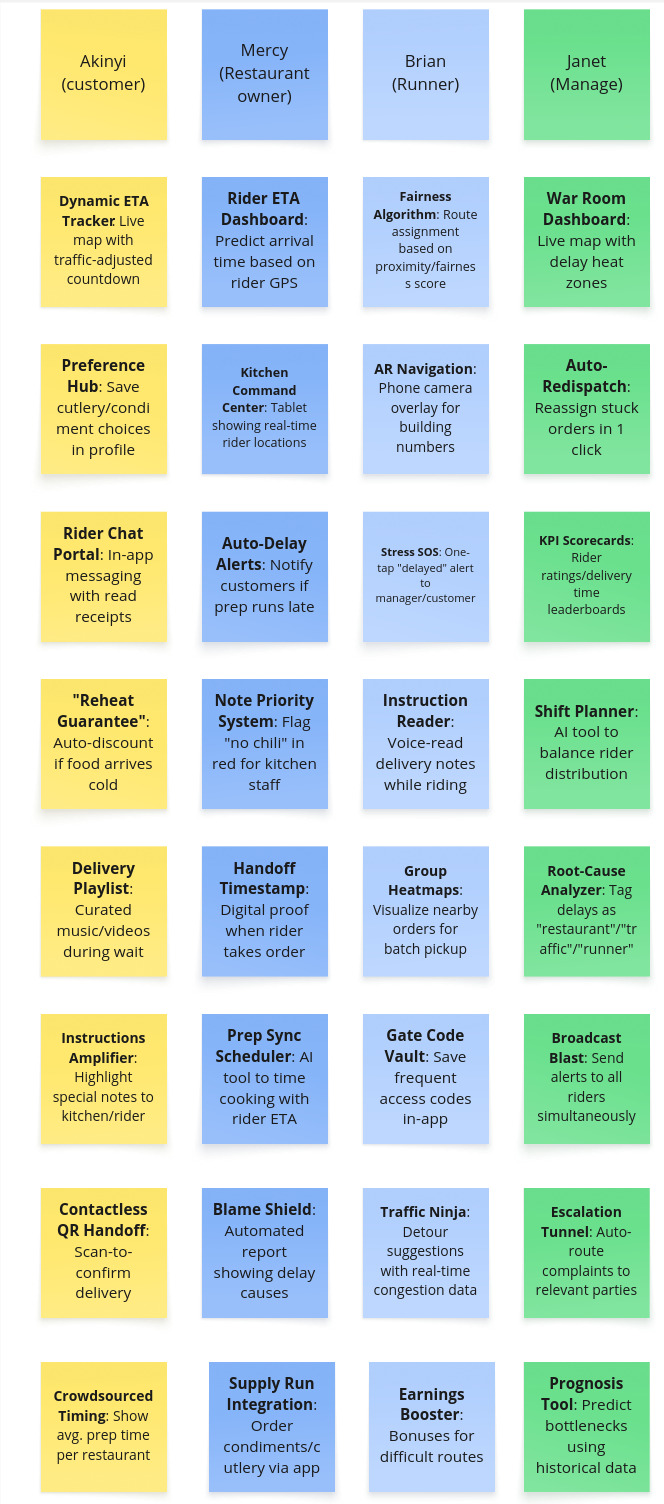 Akinyi
(customer)
Mercy
(Restaurant
owner)
Brian
(Runner)
Janet
(Manage)
Dynamic ETA
Tracker: Live
map with
traffic-adjusted
countdown
Rider ETA
Dashboard:
Predict arrival
time based on
rider GPS
Fairness
Algorithm: Route
assignment
based on
proximity/fairnes
s score
War Room
Dashboard:
Live map with
delay heat
zones
Preference
Hub: Save
cutlery/condi
ment choices
in profile
Kitchen
Command
Center: Tablet
showing real-time
rider locations
AR Navigation:
Phone camera
overlay for
building
numbers
Auto-
Redispatch:
Reassign stuck
orders in 1
click
Rider Chat
Portal: In-app
messaging
with read
receipts
Auto-Delay
Alerts: Notify
customers if
prep runs late
Stress SOS: One-
tap "delayed" alert
to
manager/customer
KPI Scorecards:
Rider
ratings/delivery
time
leaderboards
"Reheat
Guarantee":
Auto-discount
if food arrives
cold
Note Priority
System: Flag
"no chili" in
red for kitchen
staff
Instruction
Reader:
Voice-read
delivery notes
while riding
Shift Planner:
AI tool to
balance rider
distribution
Delivery
Playlist:
Curated
music/videos
during wait
Handoff
Timestamp:
Digital proof
when rider
takes order
Group
Heatmaps:
Visualize nearby
orders for
batch pickup
Root-Cause
Analyzer: Tag
delays as
"restaurant"/"tr
affic"/"runner"
Instructions
Amplifier:
Highlight
special notes to
kitchen/rider
Prep Sync
Scheduler: AI
tool to time
cooking with
rider ETA
Gate Code
Vault: Save
frequent
access codes
in-app
Broadcast
Blast: Send
alerts to all
riders
simultaneously
Contactless
QR Handoff:
Scan-to-
confirm
delivery
Blame Shield:
Automated
report
showing delay
causes
Traffic Ninja:
Detour
suggestions
with real-time
congestion data
Escalation
Tunnel: Auto-
route
complaints to
relevant parties
Crowdsourced
Timing: Show
avg. prep time
per restaurant
Supply Run
Integration:
Order
condiments/c
utlery via app
Earnings
Booster:
Bonuses for
difficult routes
Prognosis
Tool: Predict
bottlenecks
using
historical data